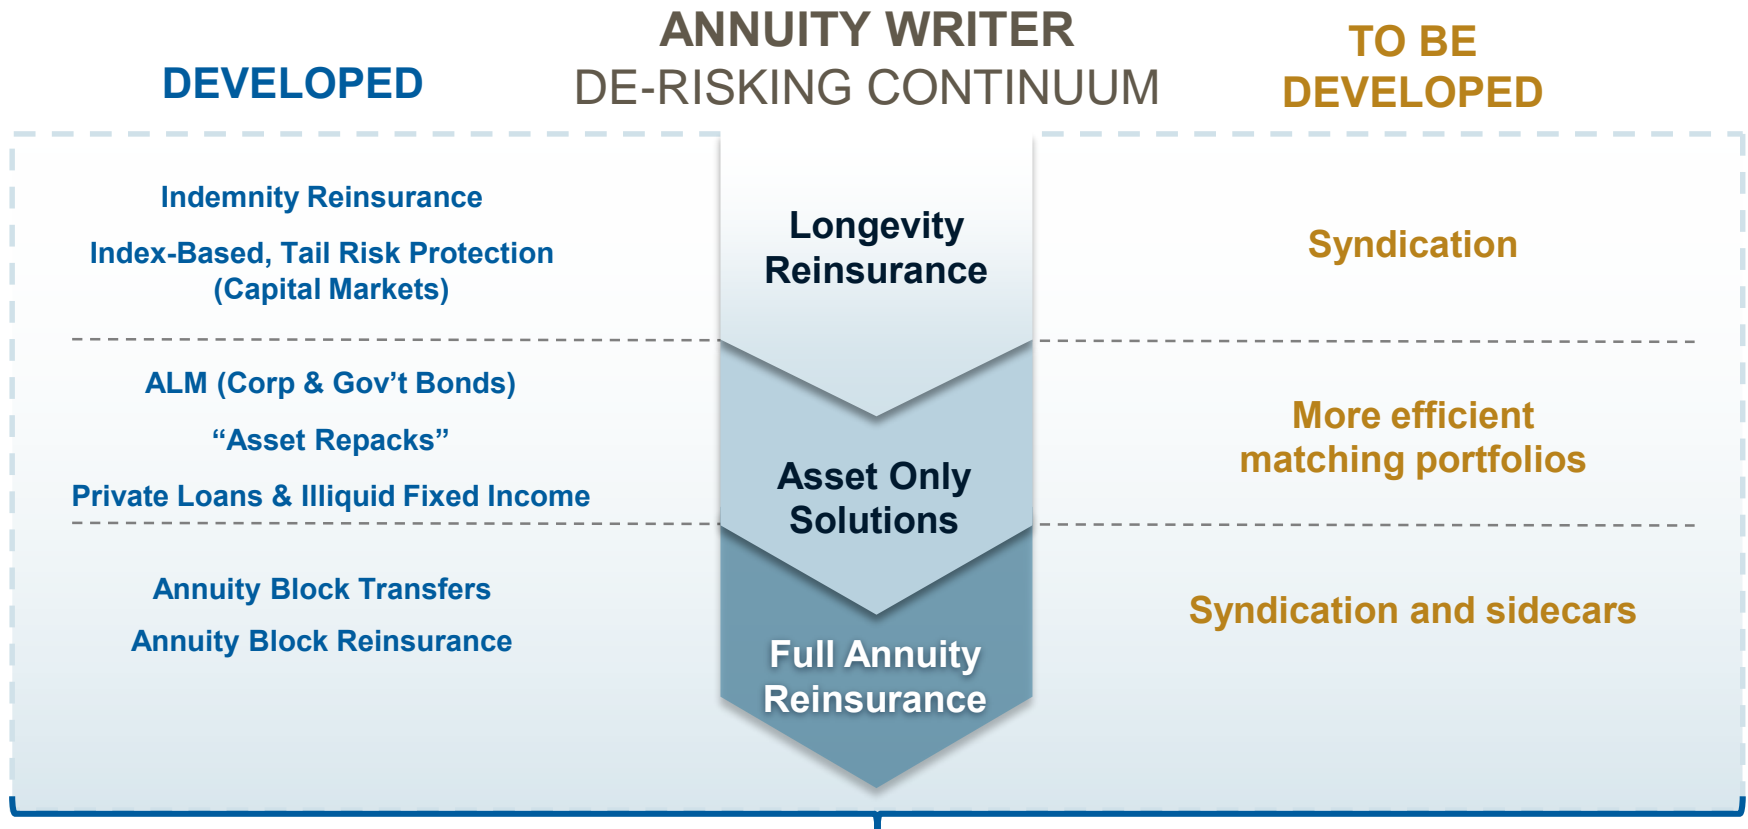 ANNUITY WRITER
DE-RISKING CONTINUUM
DEVELOPED
TO BE
DEVELOPED
Indemnity Reinsurance
Index-Based, Tail Risk Protection
(Capital Markets)
Longevity
Reinsurance
Syndication
ALM (Corp & Gov’t Bonds)
“Asset Repacks”
Private Loans & Illiquid Fixed Income
Asset Only
Solutions
More efficient
matching portfolios
Annuity Block Transfers
Annuity Block Reinsurance
Full Annuity
Reinsurance
Syndication and sidecars